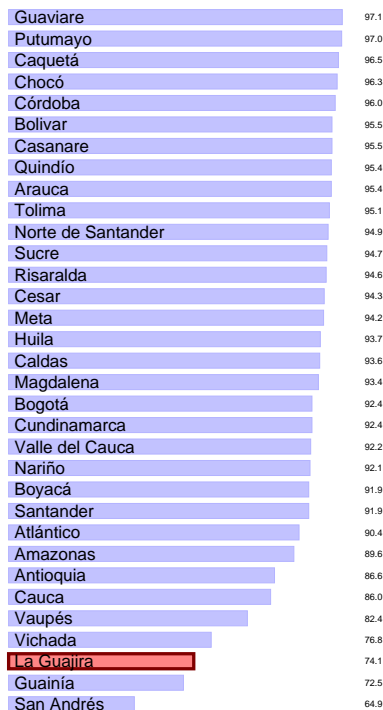 Guaviare 97.1
Putumayo 97.0
Caquetá 96.5
Chocó 96.3
Córdoba 96.0
Bolivar 95.5
Casanare 95.5
Quindío 95.4
Arauca 95.4
Tolima 95.1
Norte de Santander 94.9
Sucre 94.7
Risaralda 94.6
Cesar 94.3
Meta 94.2
Huila 93.7
Caldas 93.6
Magdalena 93.4
Bogotá 92.4
Cundinamarca 92.4
Valle del Cauca 92.2
Nariño 92.1
Boyacá 91.9
Santander 91.9
Atlántico 90.4
Amazonas 89.6
Antioquia 86.6
Cauca 86.0
Vaupés 82.4
Vichada 76.8
La Guajira 74.1
Guainía 72.5
San Andrés 64.9